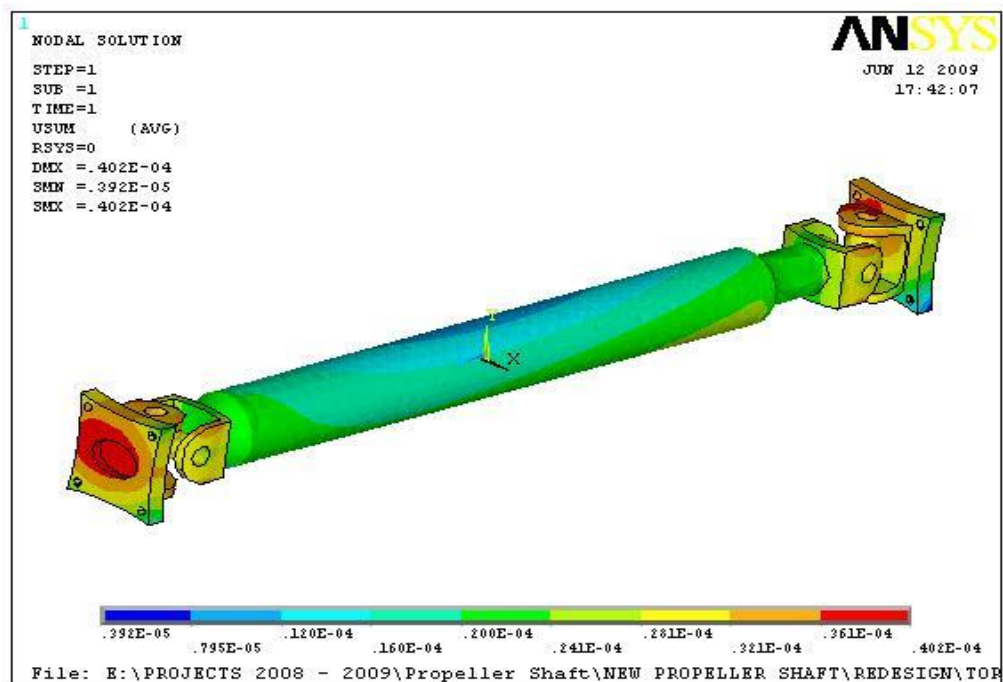 1
NODAL SOLUTION
ANSYS
STEP=1
JUN 12 2009
SUB =1
17:42:07
TIME=1
USUM (AVG)
RSYS=0
DMX =.402E-04
SMN =.392E-05
SMX =.402E-04
Y
X
.392E-05 .120E-04 .200E-04 .281E-04 .361E-04
.795E-05 .160E-04 .241E-04 .321E-04 .402E-04
File: E:\PROJECTS 2008 - 2009\Propeller Shaft\NEW PROPELLER SHAFT\REDESIGN\TOR